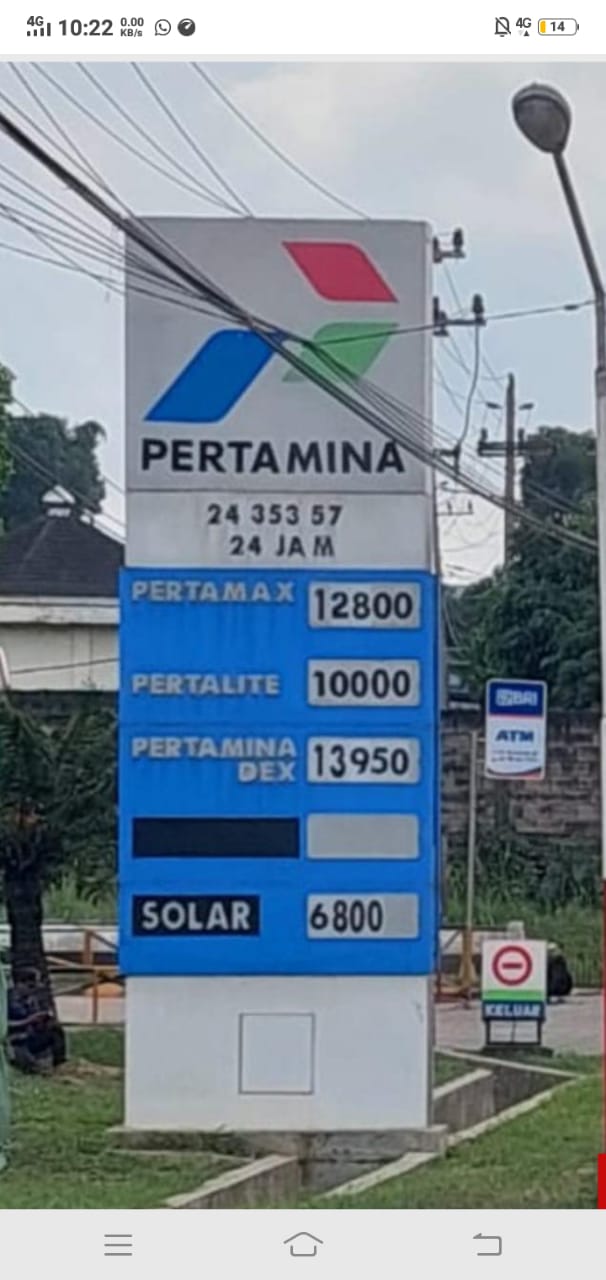 4G 10:22 0.00 KB/s 4G 14
PERTAMINA
24 353 57
24 JAM
PERTAMAX 12800
PERTALITE 10000
PERTAMINA DEX 13950
SOLAR 6800
BRI
ATM
KELUAR